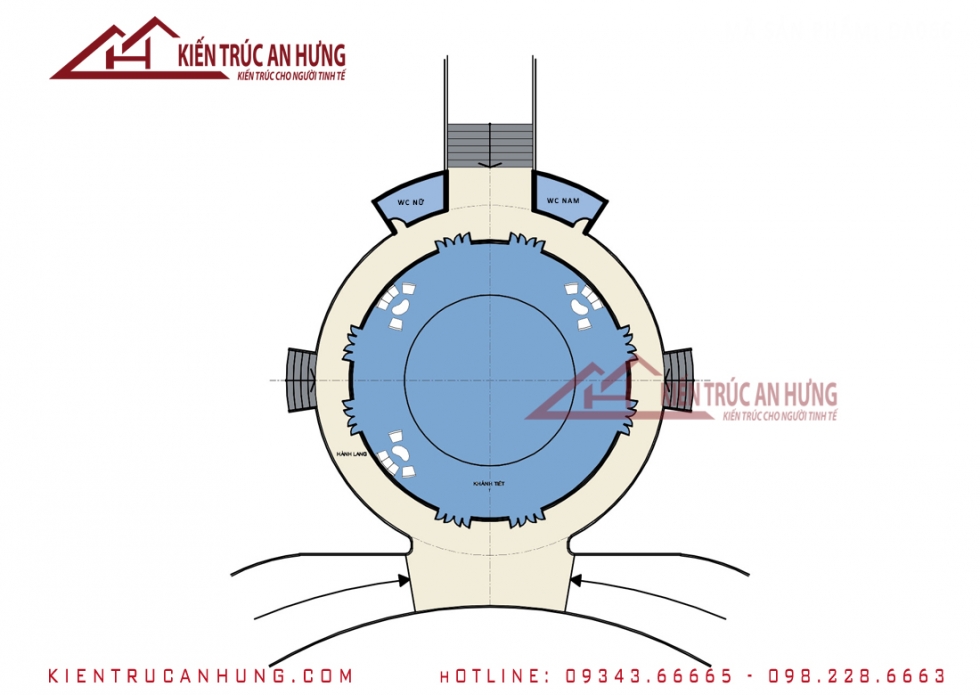 KIẾN TRÚC AN HƯNG
KIẾN TRÚC CHO NGƯỜI TINH TẾ
WC NỮ
WC NAM
KIẾN TRÚC AN HƯNG
KIẾN TRÚC CHO NGƯỜI TINH TẾ
HÀNH LANG
KHÁNH TIẾT
KIENTRUCANHUNG.COM
HOTLINE: 09343.66665 - 098.228.6663